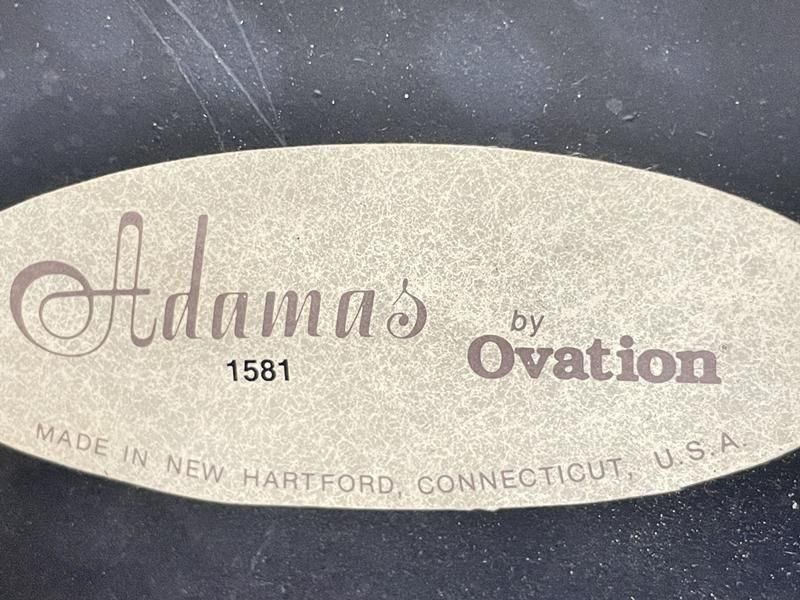 Adamas
1581
by
Ovation
MADE IN NEW HARTFORD, CONNECTICUT, U.S.A.